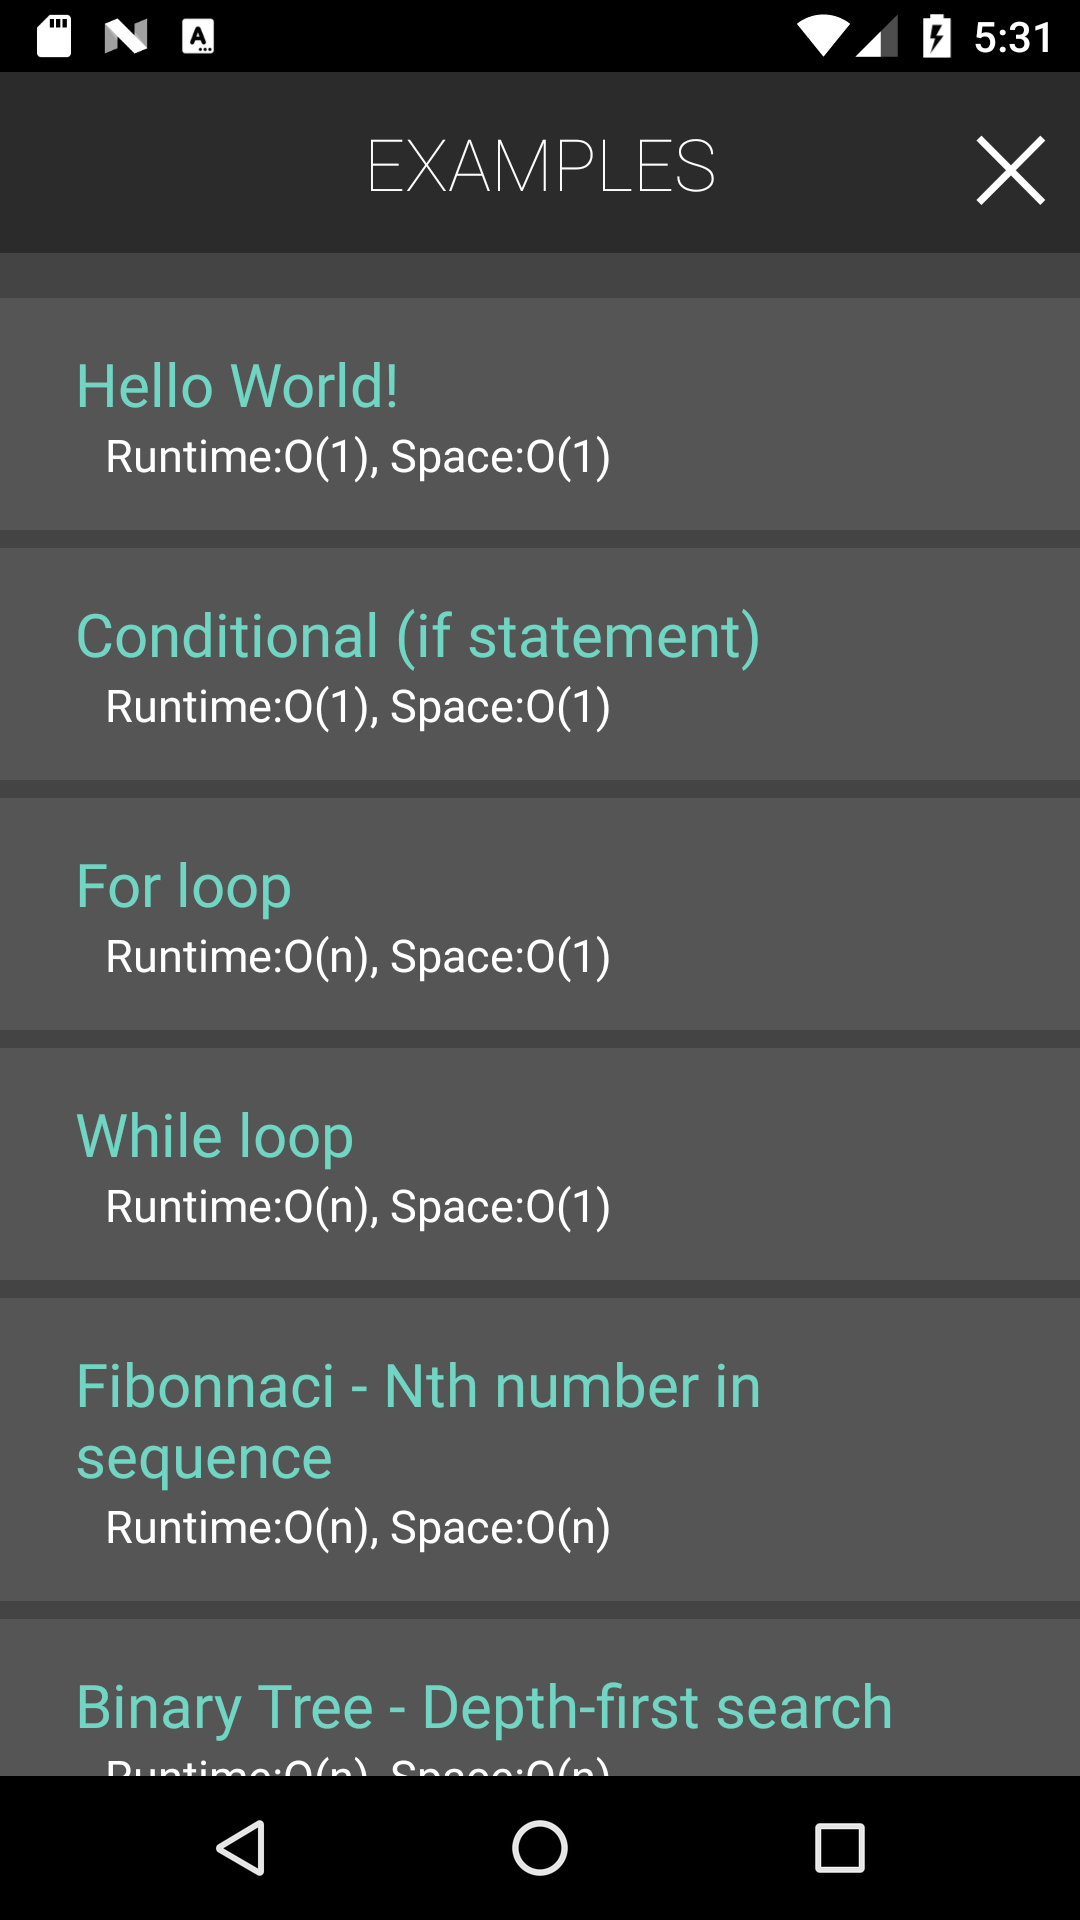 5:31
EXAMPLES
Hello World!
Runtime:O(1), Space:O(1)
Conditional (if statement)
Runtime:O(1), Space:O(1)
For loop
Runtime:O(n), Space:O(1)
While loop
Runtime:O(n), Space:O(1)
Fibonnaci - Nth number in
sequence
Runtime:O(n), Space:O(n)
Binary Tree - Depth-first search
Runtime:O(n), Space:O(n)